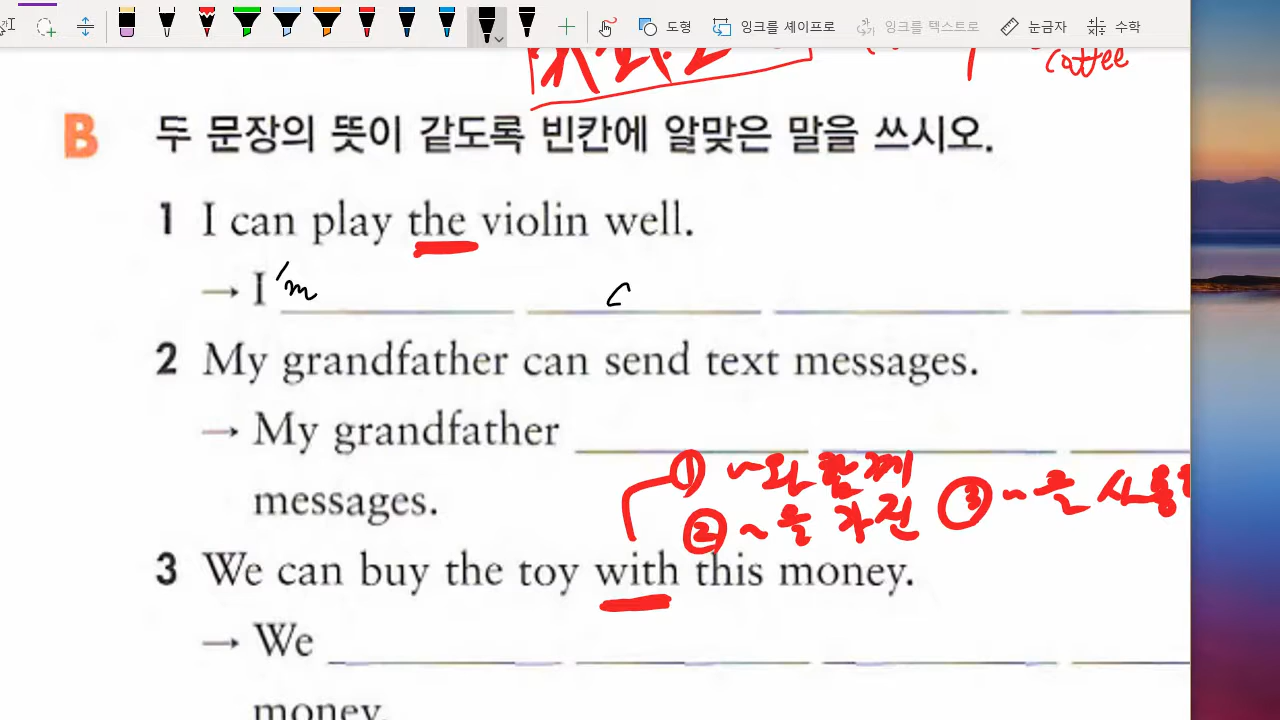 도형 잉크를 셰이프로 잉크를 텍스트로 눈금자 수학
coffee
B 두 문장의 뜻이 같도록 빈칸에 알맞은 말을 쓰시오.
1 I can play the violin well.
→ I 'm c
2 My grandfather can send text messages.
→ My grandfather
① ~와 함께
messages.
② ~을 가진 ③ ~을 사용
3 We can buy the toy with this money.
→ We
money.